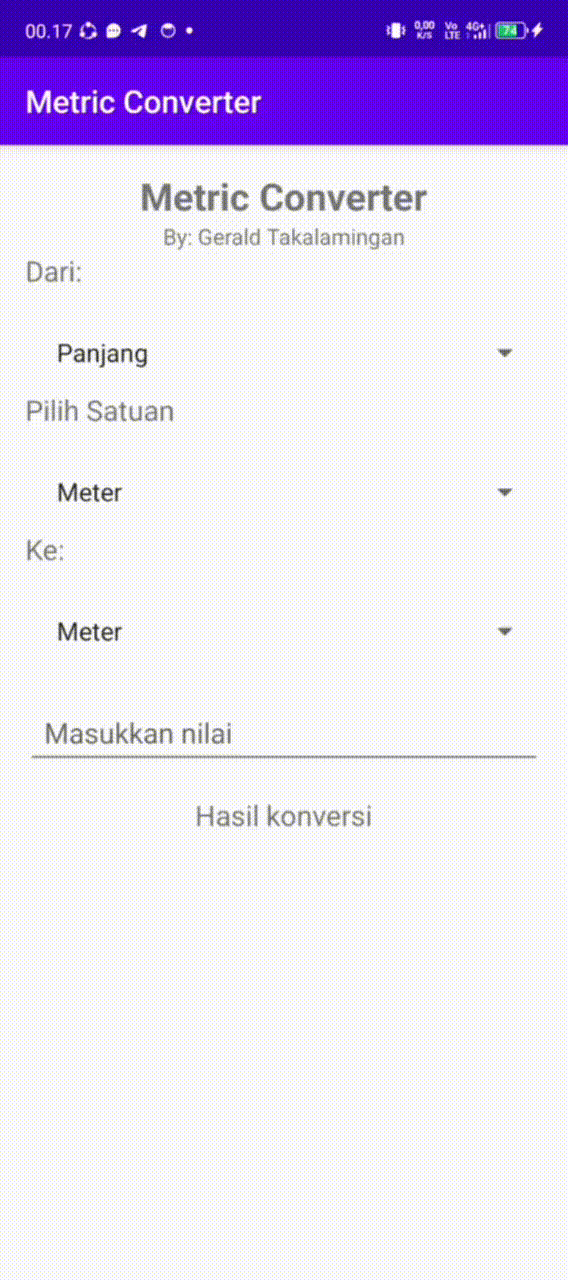 00.17 0,00 K/S Vo LTE 4G+ 74
Metric Converter
Metric Converter
By: Gerald Takalamingan
Dari:
Panjang
Pilih Satuan
Meter
Ke:
Meter
Masukkan nilai
Hasil konversi